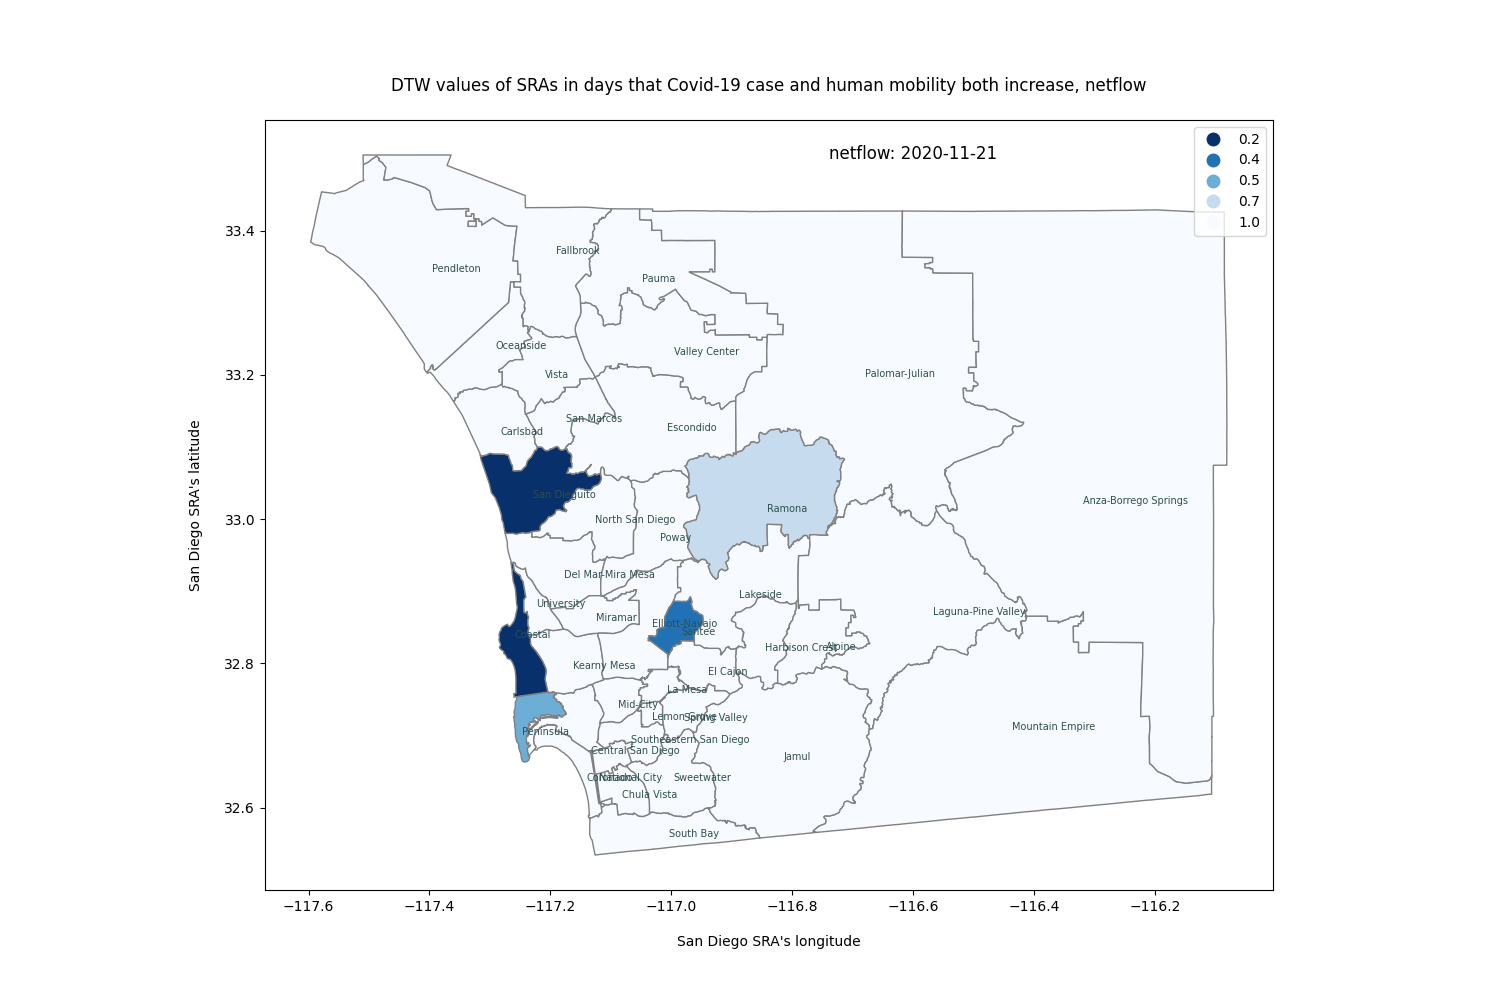 DTW values of SRAs in days that Covid-19 case and human mobility both increase, netflow
netflow: 2020-11-21
0.2
0.4
0.5
0.7
1.0
33.4
33.2
33.0
32.8
32.6
San Diego SRA's latitude
Fallbrook
Pendleton
Pauma
Oceanside
Valley Center
Vista
Palomar-Julian
San Marcos
Carlsbad
Escondido
San Dieguito
Anza-Borrego Springs
Ramona
North San Diego
Poway
Del Mar-Mira Mesa
Lakeside
University
Miramar
Laguna-Pine Valley
Elliott-Navajo
Santee
Coastal
Harbison Crest
Alpine
Kearny Mesa
El Cajon
La Mesa
Mid-City
Lemon Grove
Spring Valley
Mountain Empire
Peninsula
Southeastern San Diego
Central San Diego
Jamul
Coronado
National City
Sweetwater
Chula Vista
South Bay
−117.6
−117.4
−117.2
−117.0
−116.8
−116.6
−116.4
−116.2
San Diego SRA's longitude